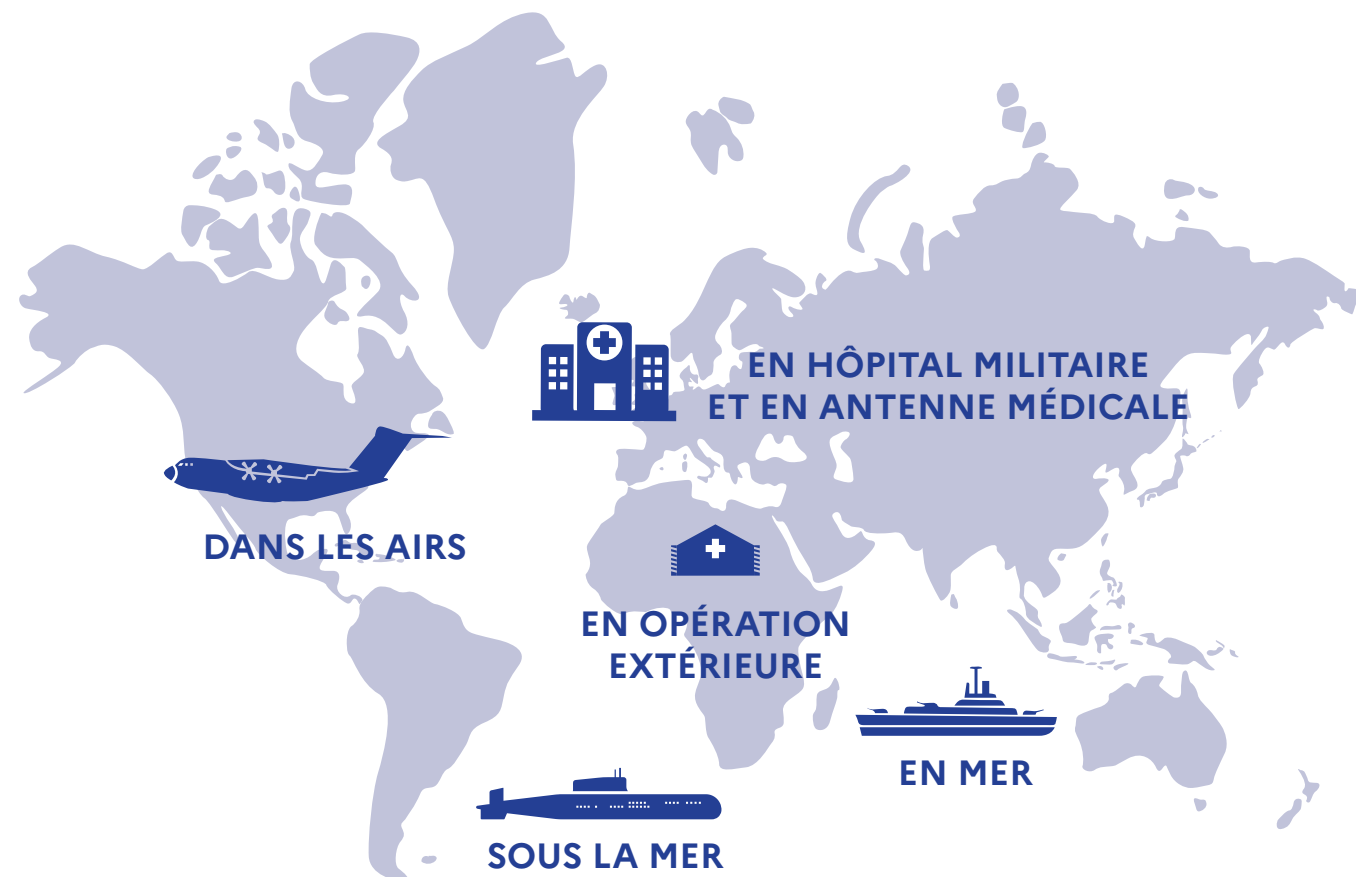 EN HÔPITAL MILITAIRE
ET EN ANTENNE MÉDICALE
DANS LES AIRS
EN OPÉRATION
EXTÉRIEURE
EN MER
SOUS LA MER